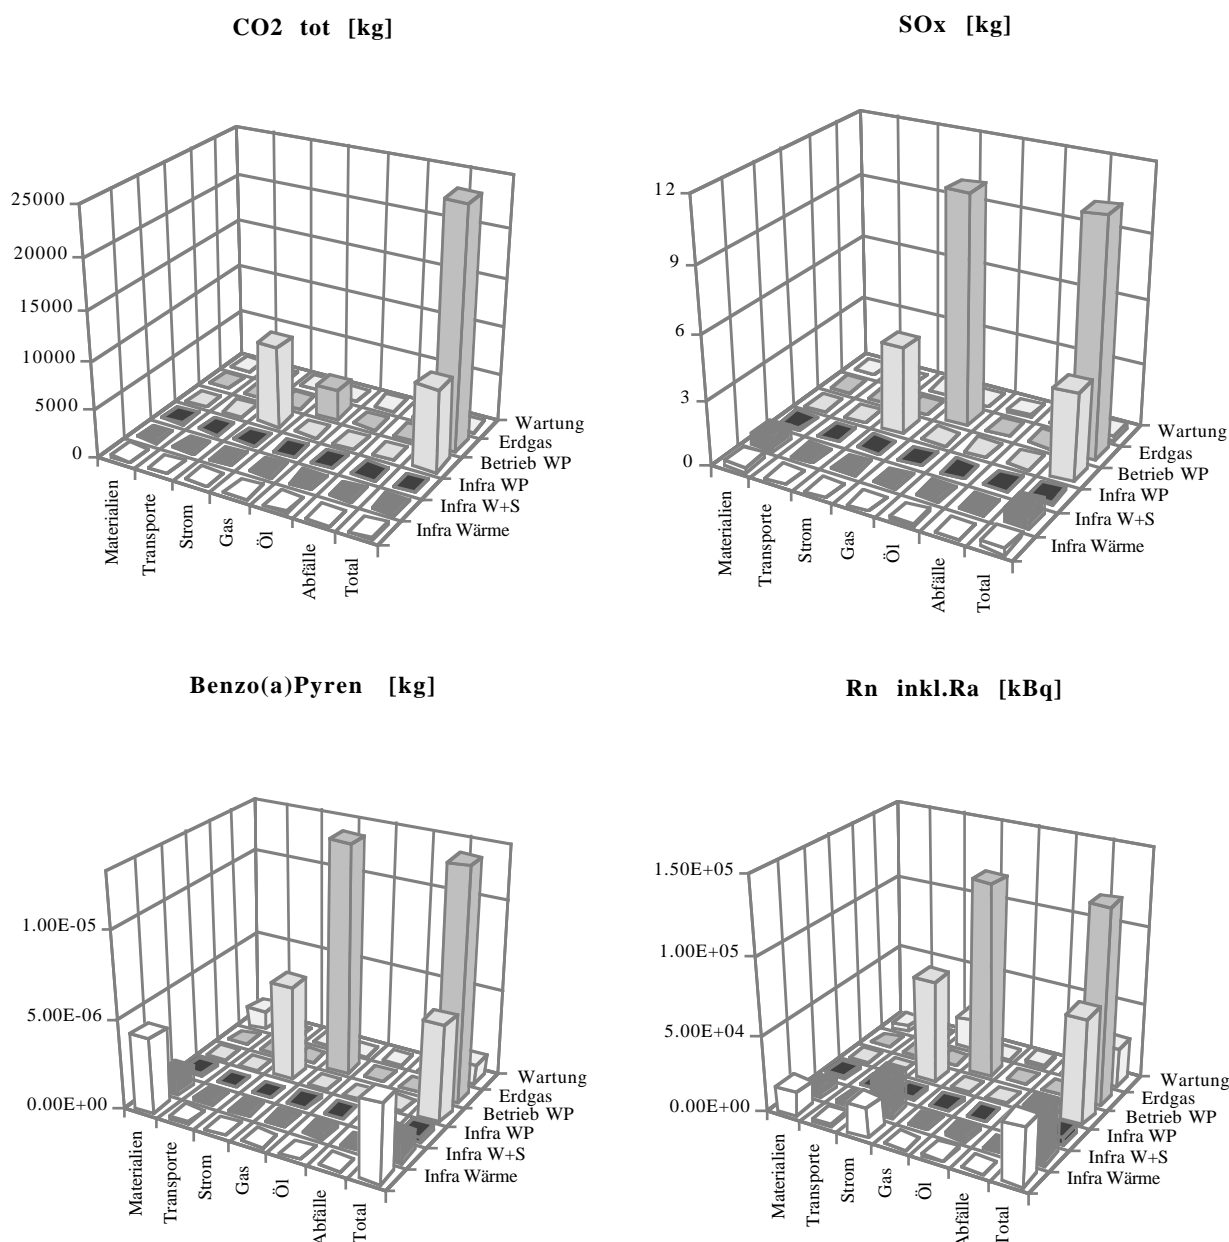 CO2 tot [kg]
25000
20000
15000
10000
5000
0
Materialien
Transporte
Strom
Gas
Öl
Abfälle
Total
Wartung
Erdgas
Betrieb WP
Infra WP
Infra W+S
Infra Wärme
SOx [kg]
12
9
6
3
0
Materialien
Transporte
Strom
Gas
Öl
Abfälle
Total
Wartung
Erdgas
Betrieb WP
Infra WP
Infra W+S
Infra Wärme
Benzo(a)Pyren [kg]
1.00E-05
5.00E-06
0.00E+00
Materialien
Transporte
Strom
Gas
Öl
Abfälle
Total
Wartung
Erdgas
Betrieb WP
Infra WP
Infra W+S
Infra Wärme
Rn inkl.Ra [kBq]
1.50E+05
1.00E+05
5.00E+04
0.00E+00
Materialien
Transporte
Strom
Gas
Öl
Abfälle
Total
Wartung
Erdgas
Betrieb WP
Infra WP
Infra W+S
Infra Wärme